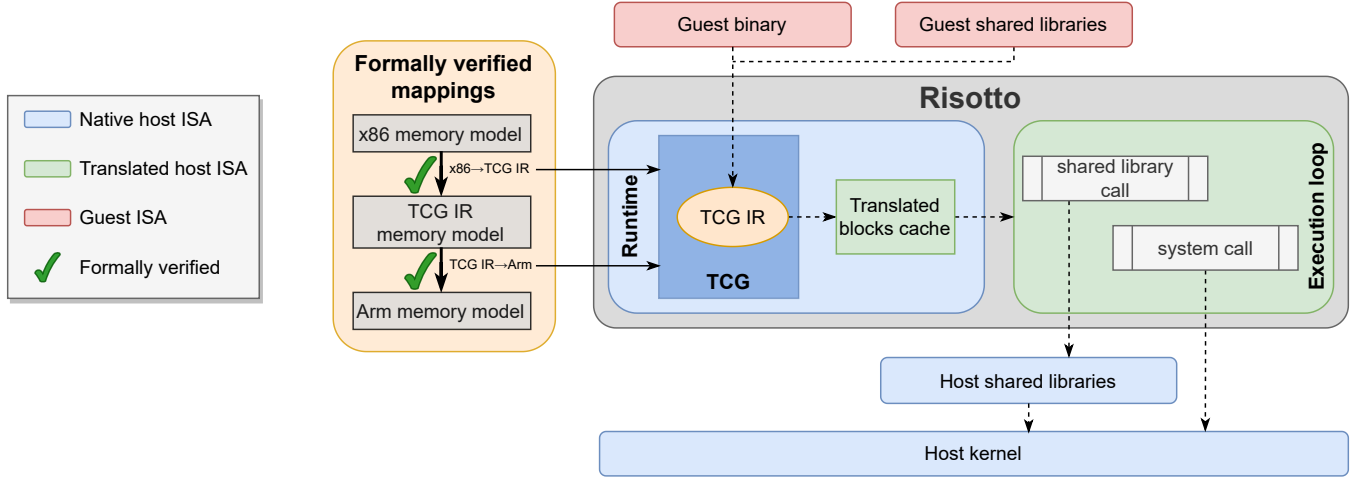 Native host ISA
Translated host ISA
Guest ISA
Formally verified
Formally verified
mappings
x86 memory model
x86→TCG IR
TCG IR
memory model
TCG IR→Arm
Arm memory model
Guest binary
Guest shared libraries
Risotto
Runtime
TCG IR
TCG
Translated
blocks cache
shared library
call
system call
Execution loop
Host shared libraries
Host kernel